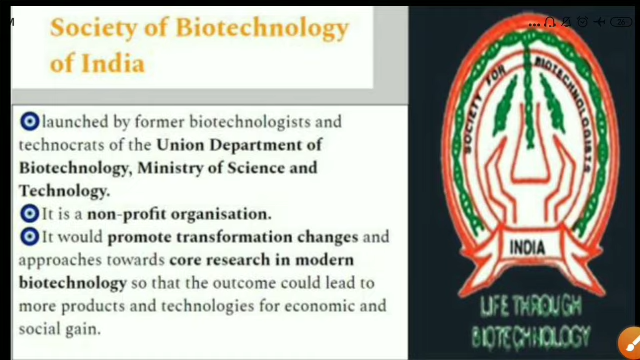 Society of Biotechnology
of India
launched by former biotechnologists and
technocrats of the Union Department of
Biotechnology, Ministry of Science and
Technology.
It is a non-profit organisation.
It would promote transformation changes and
approaches towards core research in modern
biotechnology so that the outcome could lead to
more products and technologies for economic and
social gain.
SOCIETY FOR BIOTECHNOLOGISTS
INDIA
LIFE THROUGH
BIOTECHNOLOGY